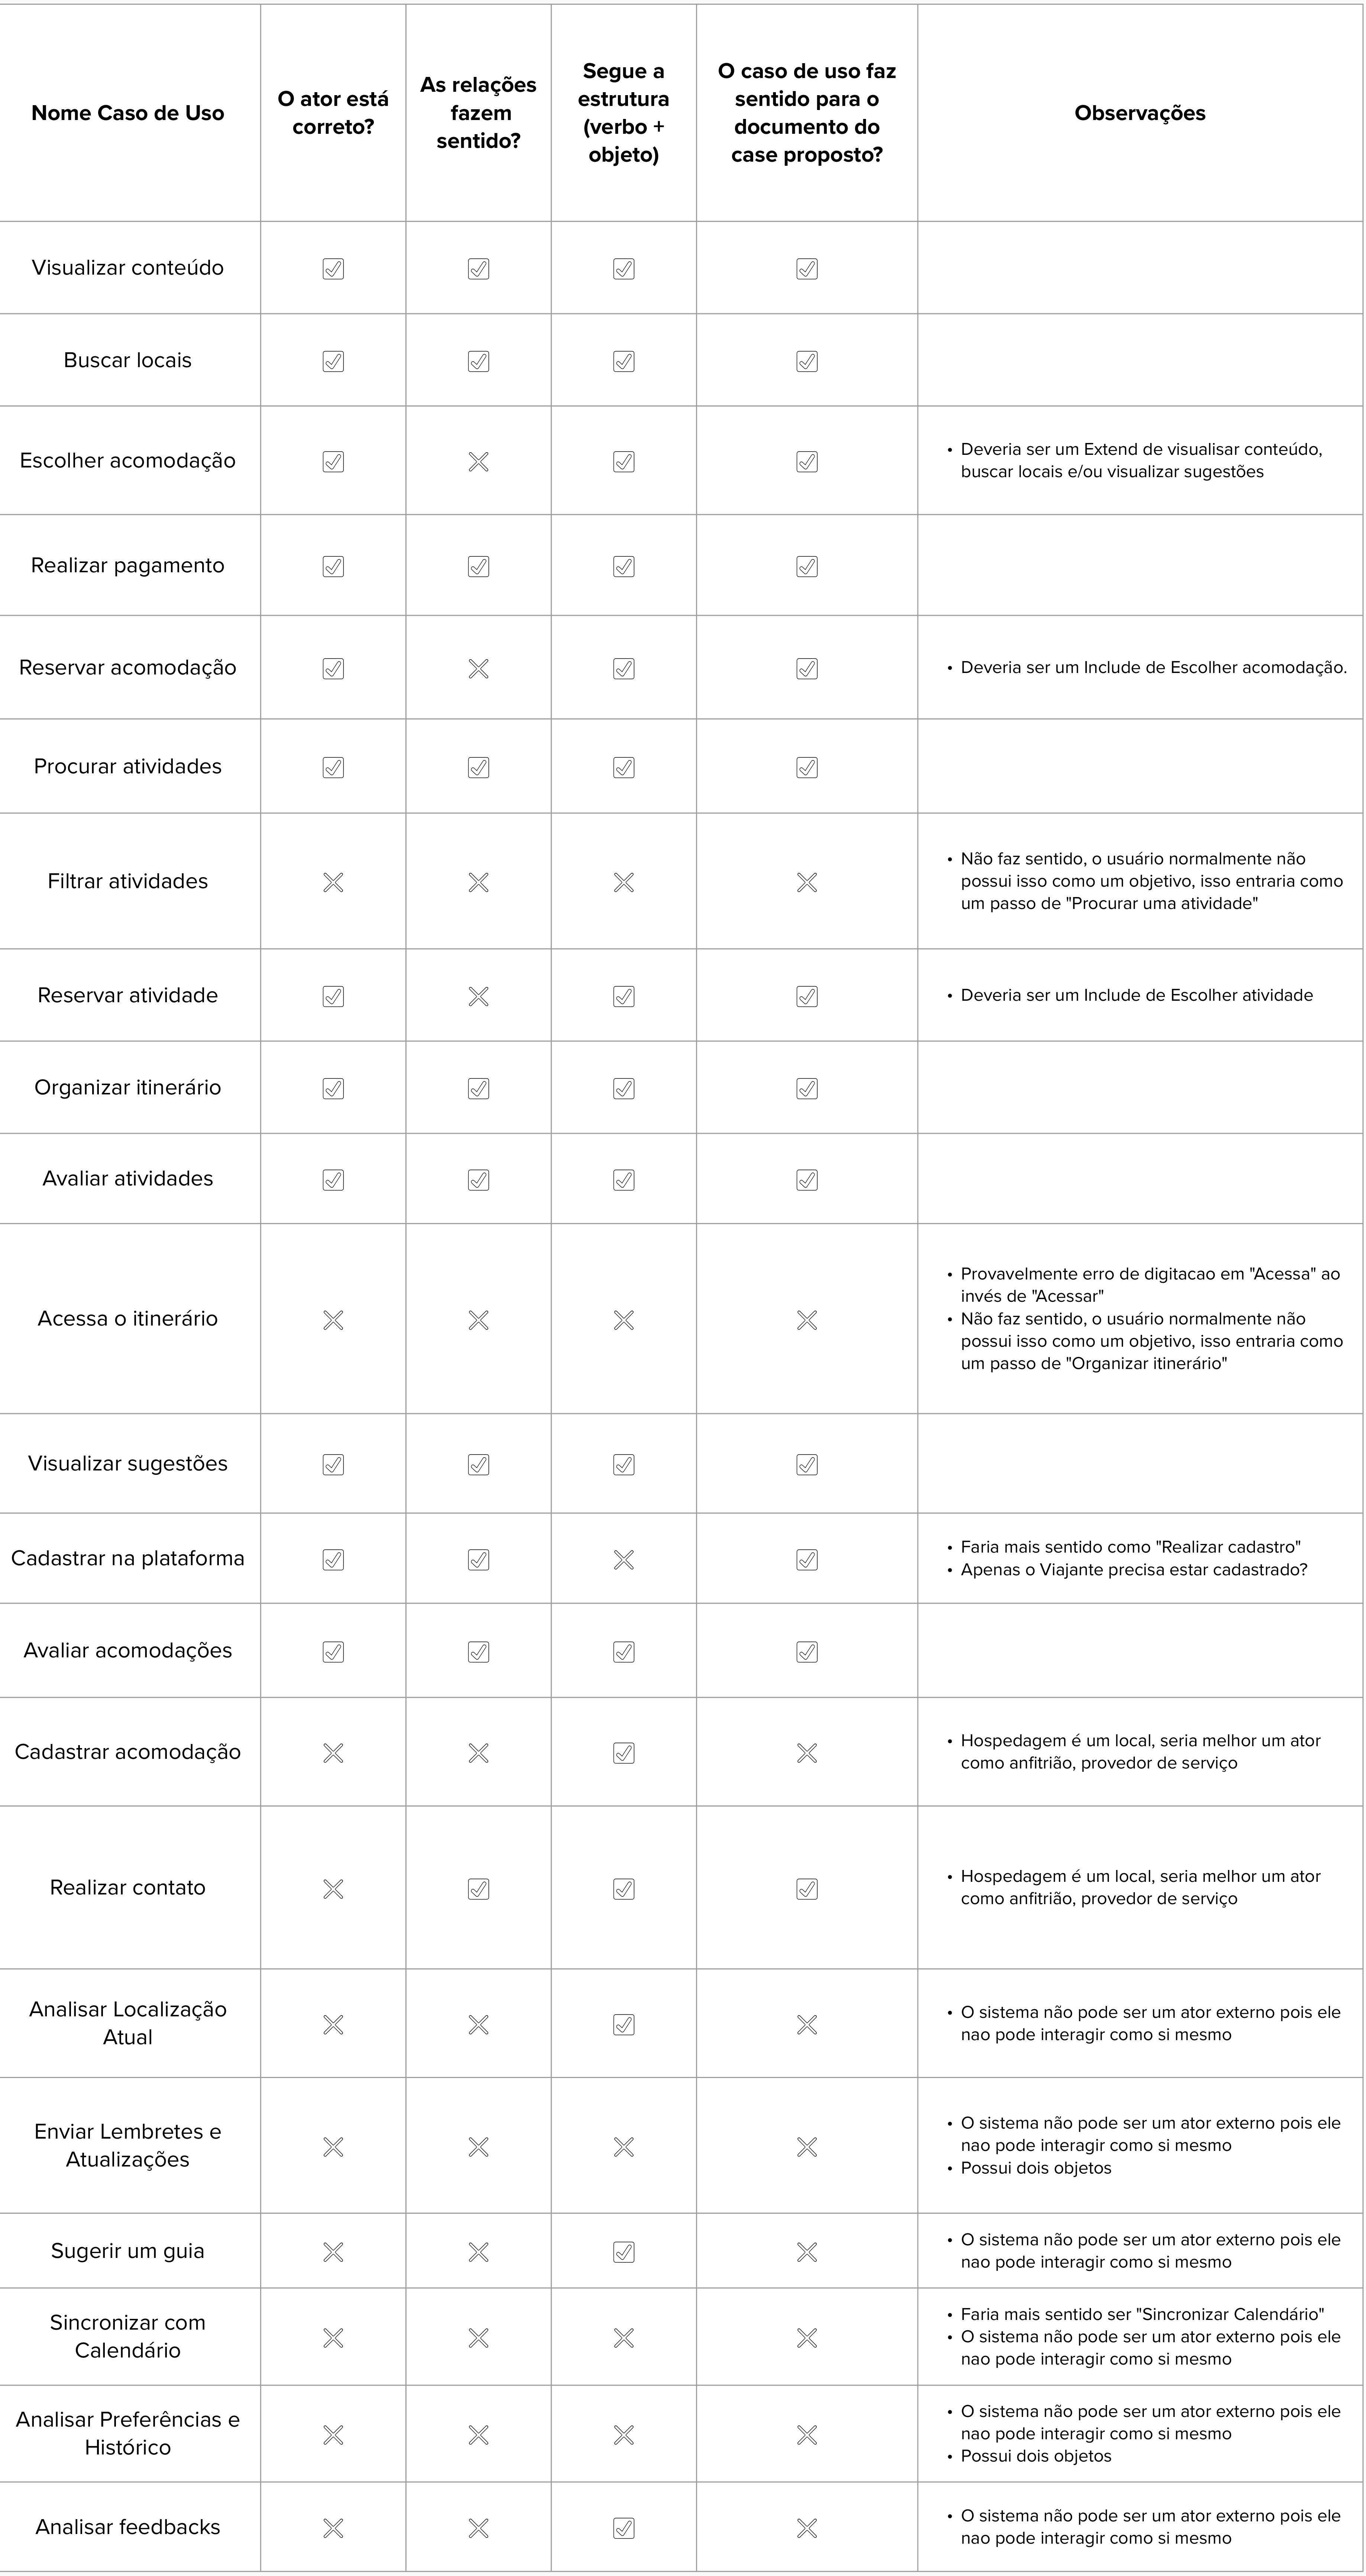 Nome Caso de Uso
O ator está
correto?
As relações
fazem
sentido?
Segue a
estrutura
(verbo +
objeto)
O caso de uso faz
sentido para o
documento do
case proposto?
Observações
Visualizar conteúdo
Buscar locais
Escolher acomodação
• Deveria ser um Extend de visualisar conteúdo,
buscar locais e/ou visualizar sugestões
Realizar pagamento
Reservar acomodação
• Deveria ser um Include de Escolher acomodação.
Procurar atividades
Filtrar atividades
• Não faz sentido, o usuário normalmente não
possui isso como um objetivo, isso entraria como
um passo de "Procurar uma atividade"
Reservar atividade
• Deveria ser um Include de Escolher atividade
Organizar itinerário
Avaliar atividades
Acessa o itinerário
• Provavelmente erro de digitacao em "Acessa" ao
invés de "Acessar"
• Não faz sentido, o usuário normalmente não
possui isso como um objetivo, isso entraria como
um passo de "Organizar itinerário"
Visualizar sugestões
Cadastrar na plataforma
• Faria mais sentido como "Realizar cadastro"
• Apenas o Viajante precisa estar cadastrado?
Avaliar acomodações
Cadastrar acomodação
• Hospedagem é um local, seria melhor um ator
como anfitrião, provedor de serviço
Realizar contato
• Hospedagem é um local, seria melhor um ator
como anfitrião, provedor de serviço
Analisar Localização
Atual
• O sistema não pode ser um ator externo pois ele
nao pode interagir como si mesmo
Enviar Lembretes e
Atualizações
• O sistema não pode ser um ator externo pois ele
nao pode interagir como si mesmo
• Possui dois objetos
Sugerir um guia
• O sistema não pode ser um ator externo pois ele
nao pode interagir como si mesmo
Sincronizar com
Calendário
• Faria mais sentido ser "Sincronizar Calendário"
• O sistema não pode ser um ator externo pois ele
nao pode interagir como si mesmo
Analisar Preferências e
Histórico
• O sistema não pode ser um ator externo pois ele
nao pode interagir como si mesmo
• Possui dois objetos
Analisar feedbacks
• O sistema não pode ser um ator externo pois ele
nao pode interagir como si mesmo